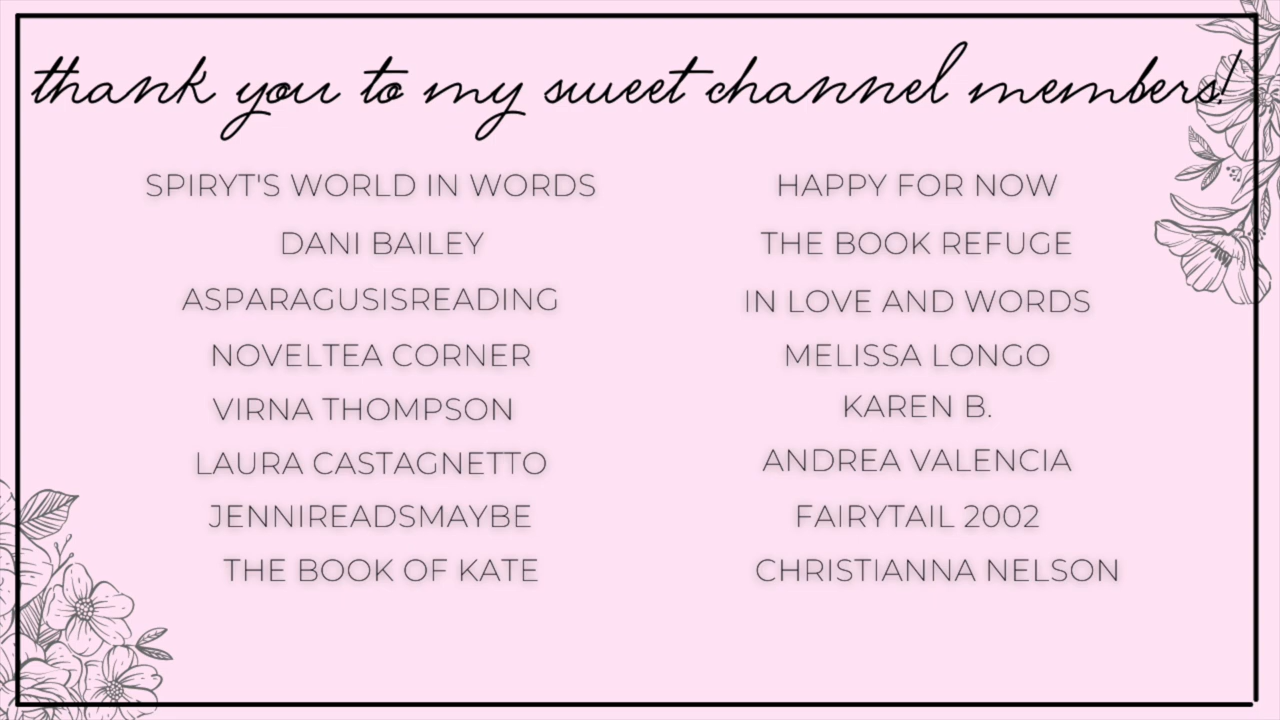 thank you to my sweet channel members!
SPIRYT'S WORLD IN WORDS
DANI BAILEY
ASPARAGUSISREADING
NOVELTEA CORNER
VIRNA THOMPSON
LAURA CASTAGNETTO
JENNIREADSMAYBE
THE BOOK OF KATE
HAPPY FOR NOW
THE BOOK REFUGE
IN LOVE AND WORDS
MELISSA LONGO
KAREN B.
ANDREA VALENCIA
FAIRYTAIL 2002
CHRISTIANNA NELSON